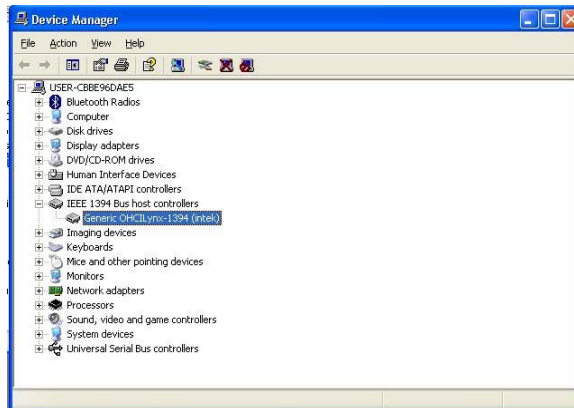 Device Manager
File Action View Help
USER-CBBE96DAE5
Bluetooth Radios
Computer
Disk drives
Display adapters
DVD/CD-ROM drives
Human Interface Devices
IDE ATA/ATAPI controllers
IEEE 1394 Bus host controllers
Generic OHCILynx-1394 (intek)
Imaging devices
Keyboards
Mice and other pointing devices
Monitors
Network adapters
Processors
Sound, video and game controllers
System devices
Universal Serial Bus controllers